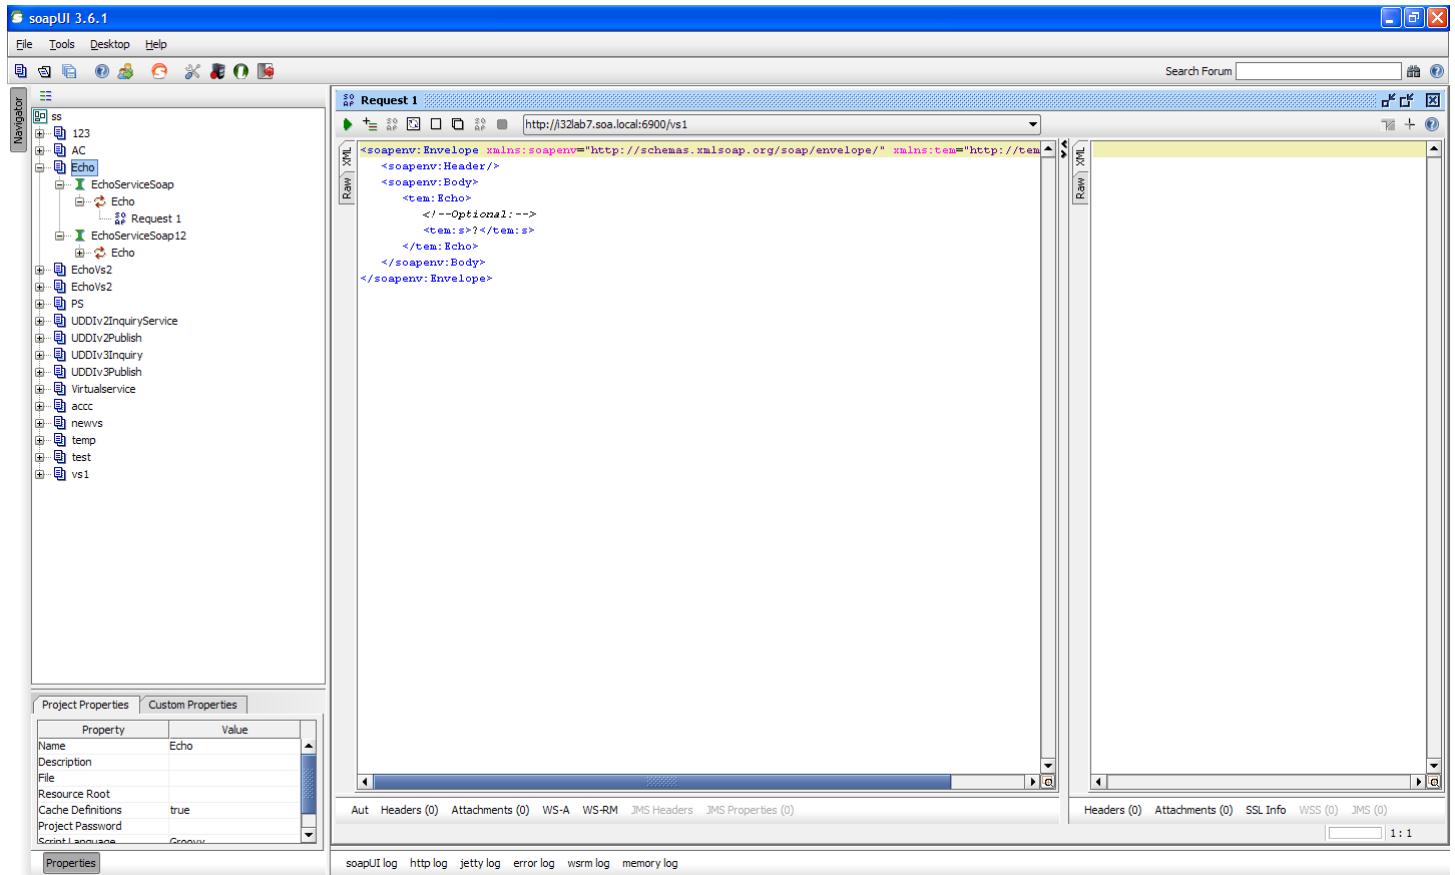 soapUI 3.6.1
File Tools Desktop Help
Search Forum
Navigator
ss
123
AC
Echo
EchoServiceSoap
Echo
Request 1
EchoServiceSoap12
Echo
EchoVs2
EchoVs2
PS
UDDIv2InquiryService
UDDIv2Publish
UDDIv3Inquiry
UDDIv3Publish
Virtualservice
accc
newvs
temp
test
vs1
Project Properties Custom Properties
Property Value
Name Echo
Description
File
Resource Root
Cache Definitions true
Project Password
Script Language Groovy
Properties
Request 1
http://i32lab7.soa.local:6900/vs1
XML
Raw
<soapenv:Envelope xmlns:soapenv="http://schemas.xmlsoap.org/soap/envelope/" xmlns:tem="http://tem
<soapenv:Header/>
<soapenv:Body>
<tem:Echo>
<!--Optional:-->
<tem:s>?</tem:s>
</tem:Echo>
</soapenv:Body>
</soapenv:Envelope>
Aut Headers (0) Attachments (0) WS-A WS-RM JMS Headers JMS Properties (0)
XML
Raw
Headers (0) Attachments (0) SSL Info WSS (0) JMS (0)
1 : 1
soapUI log http log jetty log error log wsrm log memory log